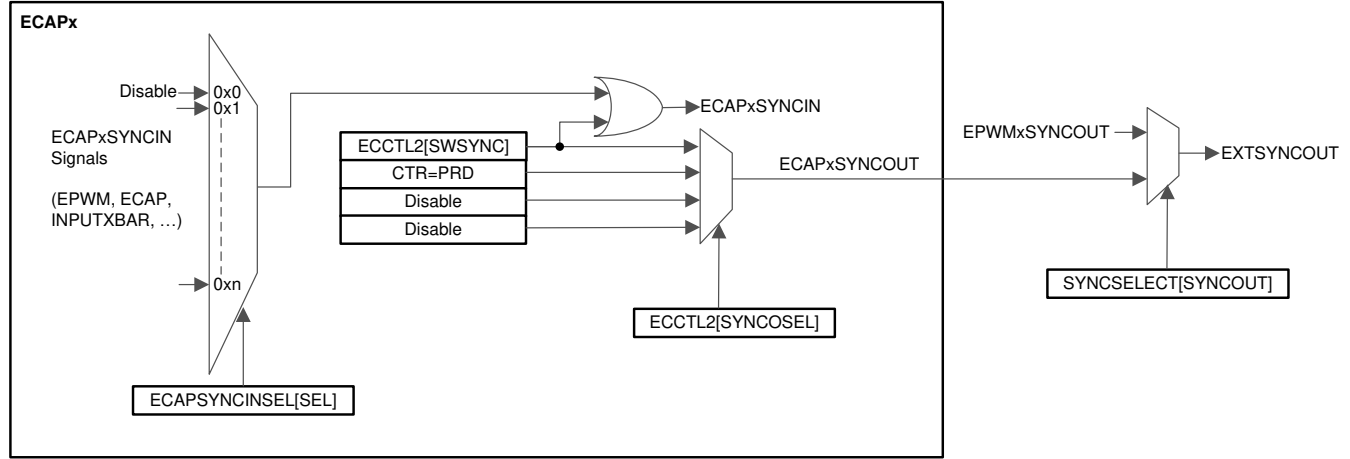 ECAPx
Disable
0x0
0x1
ECAPxSYNCIN
Signals
(EPWM, ECAP,
INPUTXBAR, …)
0xn
ECAPSYNCINSEL[SEL]
ECCTL2[SWSYNC]
CTR=PRD
Disable
Disable
ECAPxSYNCIN
ECAPxSYNCOUT
ECCTL2[SYNCOSEL]
EPWMxSYNCOUT
EXTSYNCOUT
SYNCSELECT[SYNCOUT]